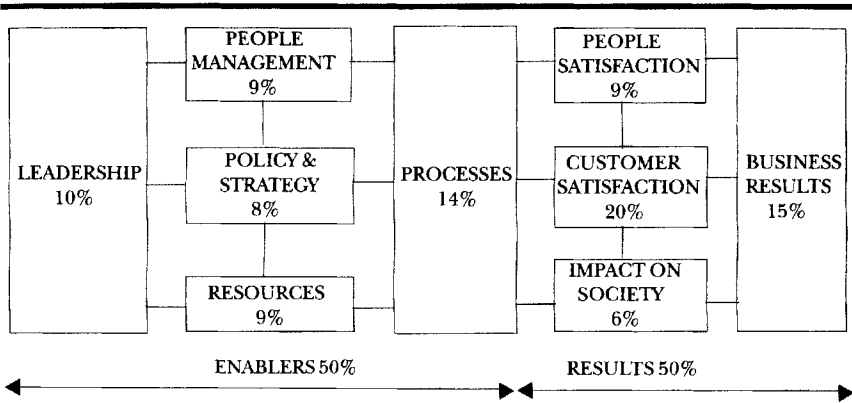 LEADERSHIP
10%
PEOPLE
MANAGEMENT
9%
POLICY &
STRATEGY
8%
RESOURCES
9%
PROCESSES
14%
PEOPLE
SATISFACTION
9%
CUSTOMER
SATISFACTION
20%
IMPACT ON
SOCIETY
6%
BUSINESS
RESULTS
15%
ENABLERS 50%
RESULTS 50%